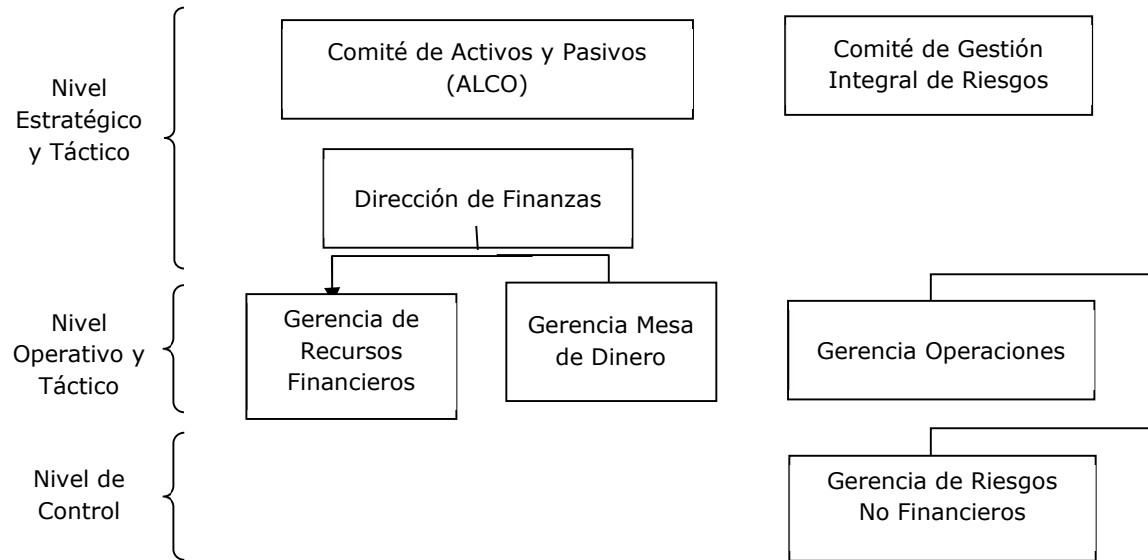 Nivel
Estratégico
y Táctico
Comité de Activos y Pasivos
(ALCO)
Comité de Gestión
Integral de Riesgos
Dirección de Finanzas
Nivel
Operativo y
Táctico
Gerencia de
Recursos
Financieros
Gerencia Mesa
de Dinero
Gerencia Operaciones
Nivel de
Control
Gerencia de Riesgos
No Financieros